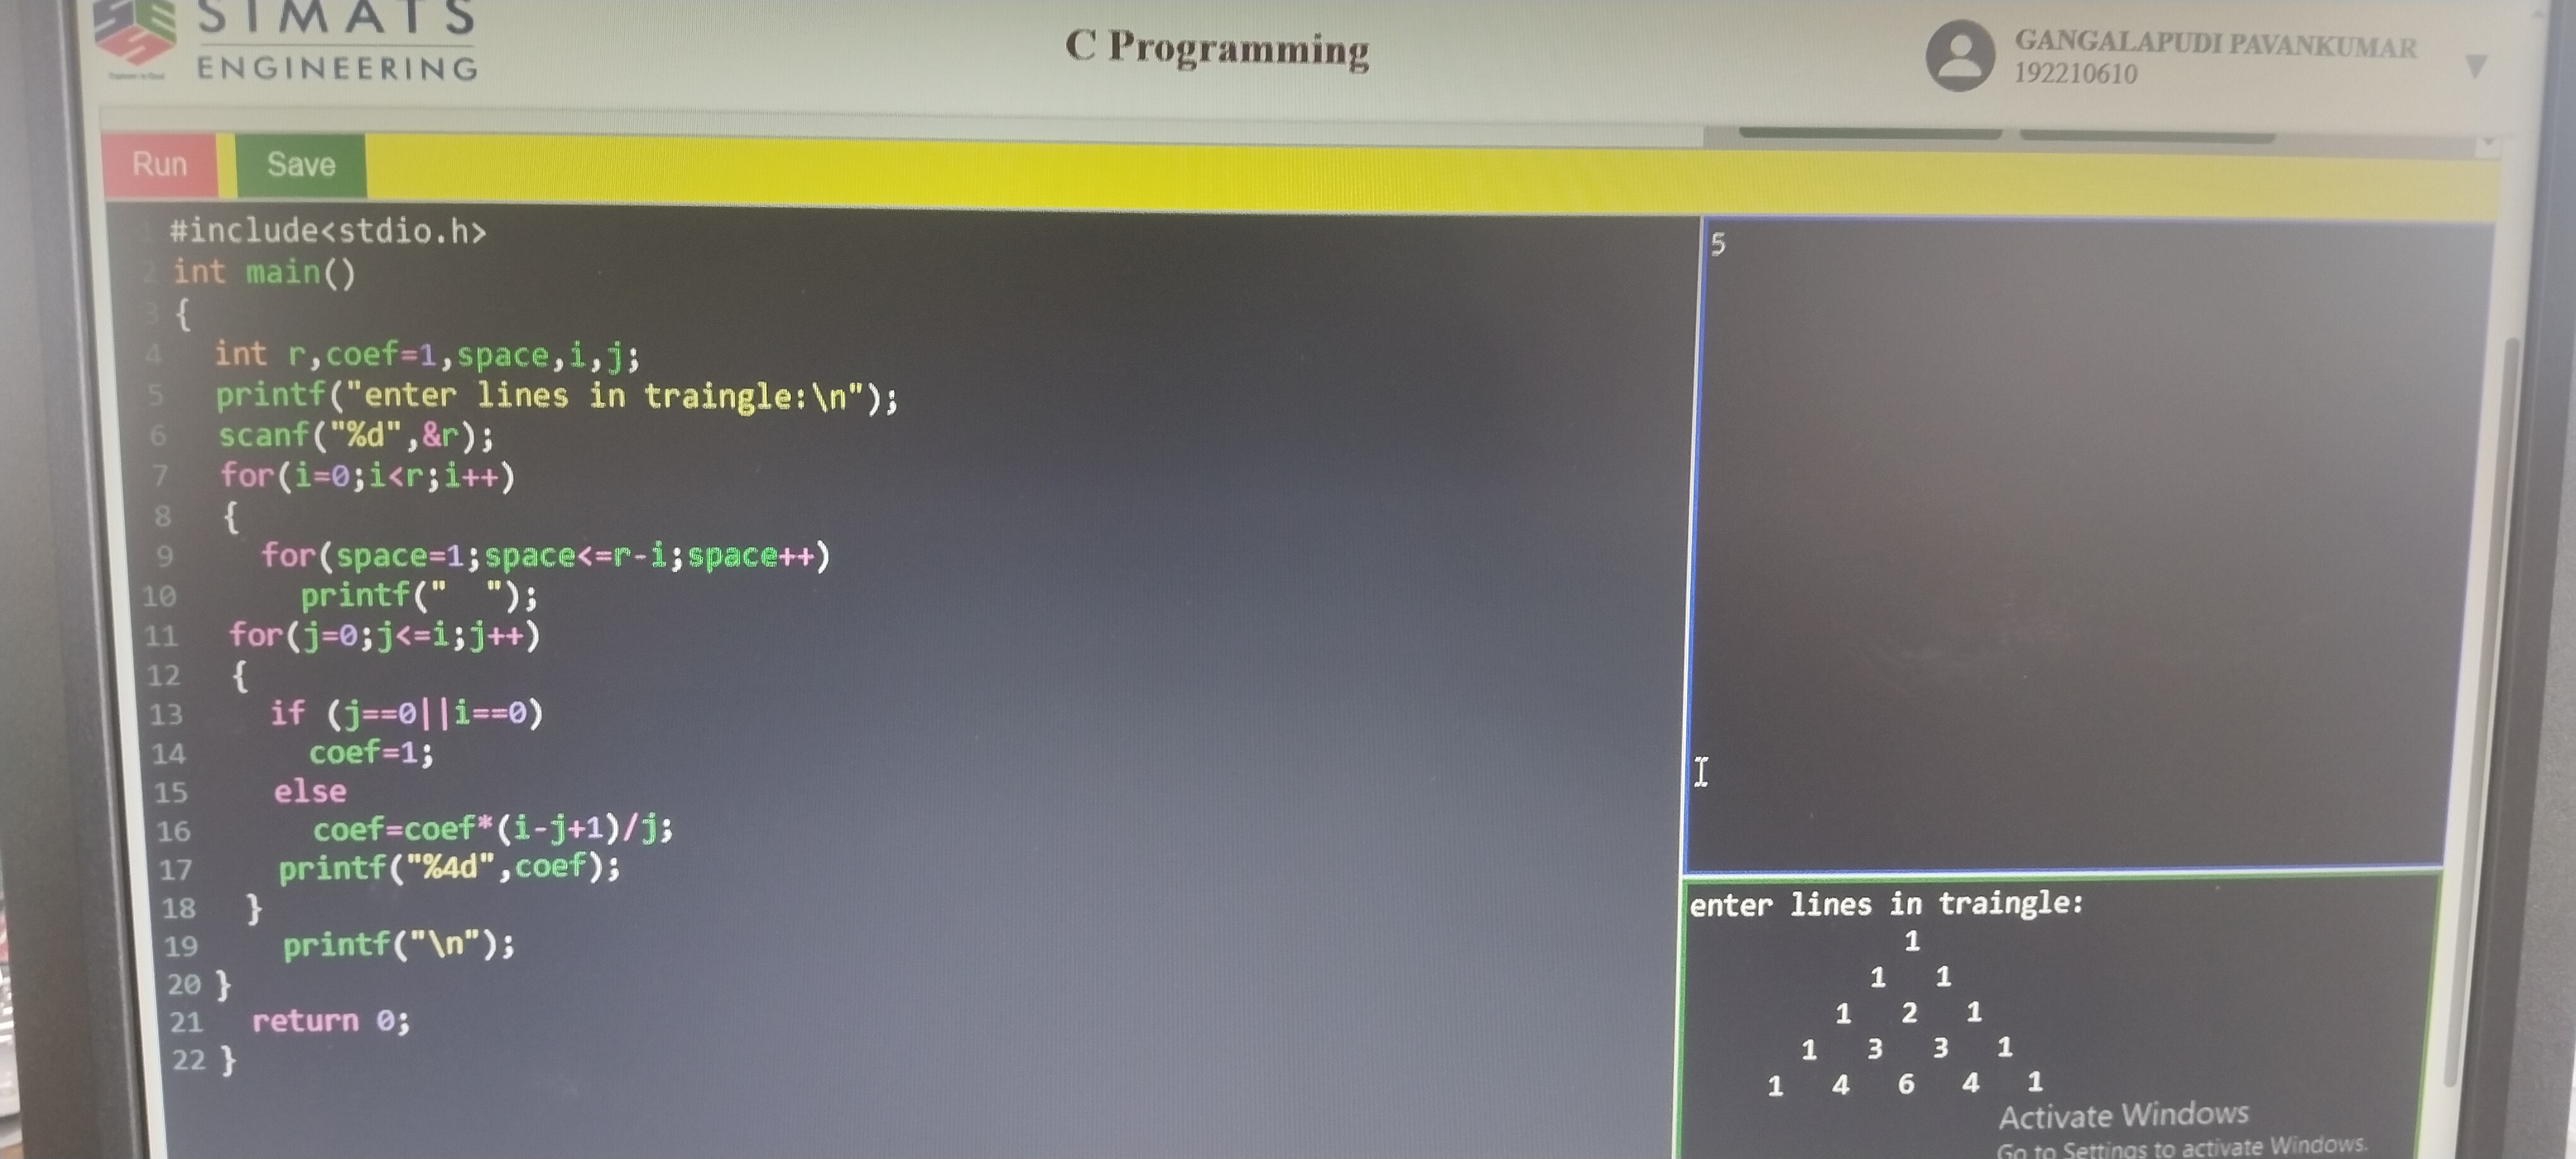 SIMATS
ENGINEERING
C Programming
GANGALAPUDI PAVANKUMAR
192210610
Run
Save
1 #include<stdio.h>
2 int main()
3 {
4 int r,coef=1,space,i,j;
5 printf("enter lines in traingle:\n");
6 scanf("%d",&r);
7 for(i=0;i<r;i++)
8 {
9 for(space=1;space<=r-i;space++)
10 printf("  ");
11 for(j=0;j<=i;j++)
12 {
13 if (j==0||i==0)
14 coef=1;
15 else
16 coef=coef*(i-j+1)/j;
17 printf("%4d",coef);
18 }
19 printf("\n");
20 }
21 return 0;
22 }
5
enter lines in traingle:
1
1 1
1 2 1
1 3 3 1
1 4 6 4 1
Activate Windows
Go to Settings to activate Windows.